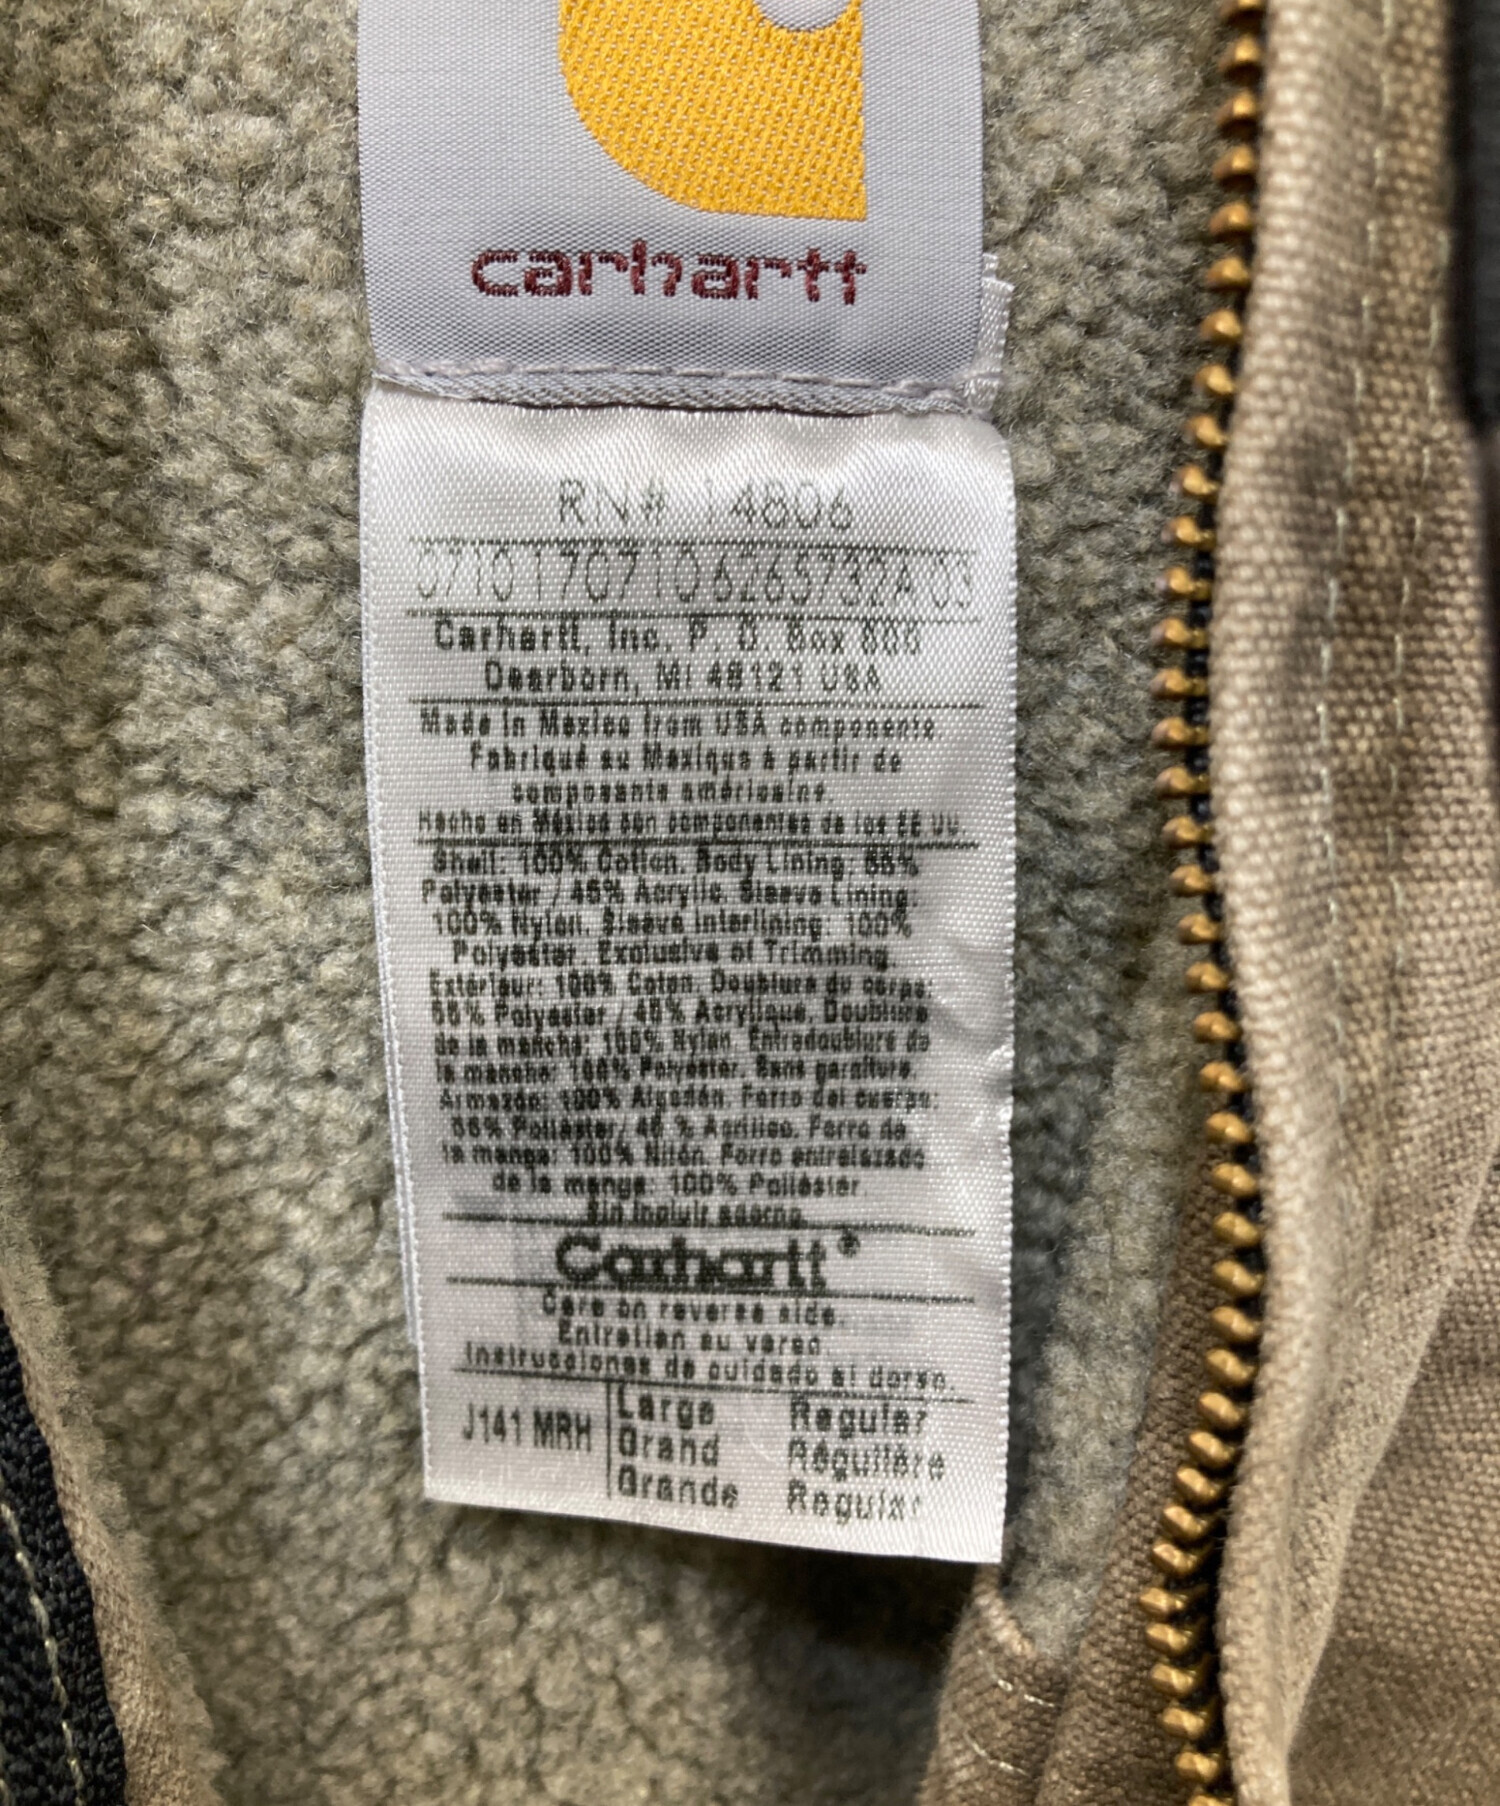 carhartt
RN# 14806
07101707106265732A 03
Carhartt, Inc. P. O. Box 600
Dearborn, MI 48121 USA
Made in Mexico from USA components.
Fabriqué au Mexique à partir de
composants américains.
Hecho en México con componentes de los EE UU.
Shell: 100% Cotton. Body Lining: 55%
Polyester / 45% Acrylic. Sleeve Lining:
100% Nylon. Sleeve Interlining: 100%
Polyester. Exclusive of Trimming.
Extérieur: 100% Coton. Doublure du corps:
55% Polyester / 45% Acrylique. Doublure
de la manche: 100% Nylon. Entredoublure de
la manche: 100% Polyester. Sans garniture.
Armazón: 100% Algodón. Forro del cuerpo:
55% Poliéster/ 45 % Acrílico. Forro de
la manga: 100% Nilón. Forro entrelazado
de la manga: 100% Poliéster.
Sin incluir adorno.
Carhartt®
Care on reverse side.
Entretien au verso.
Instrucciones de cuidado al dorso.
J141 MRH
Large Regular
Grand Régulière
Grande Regular